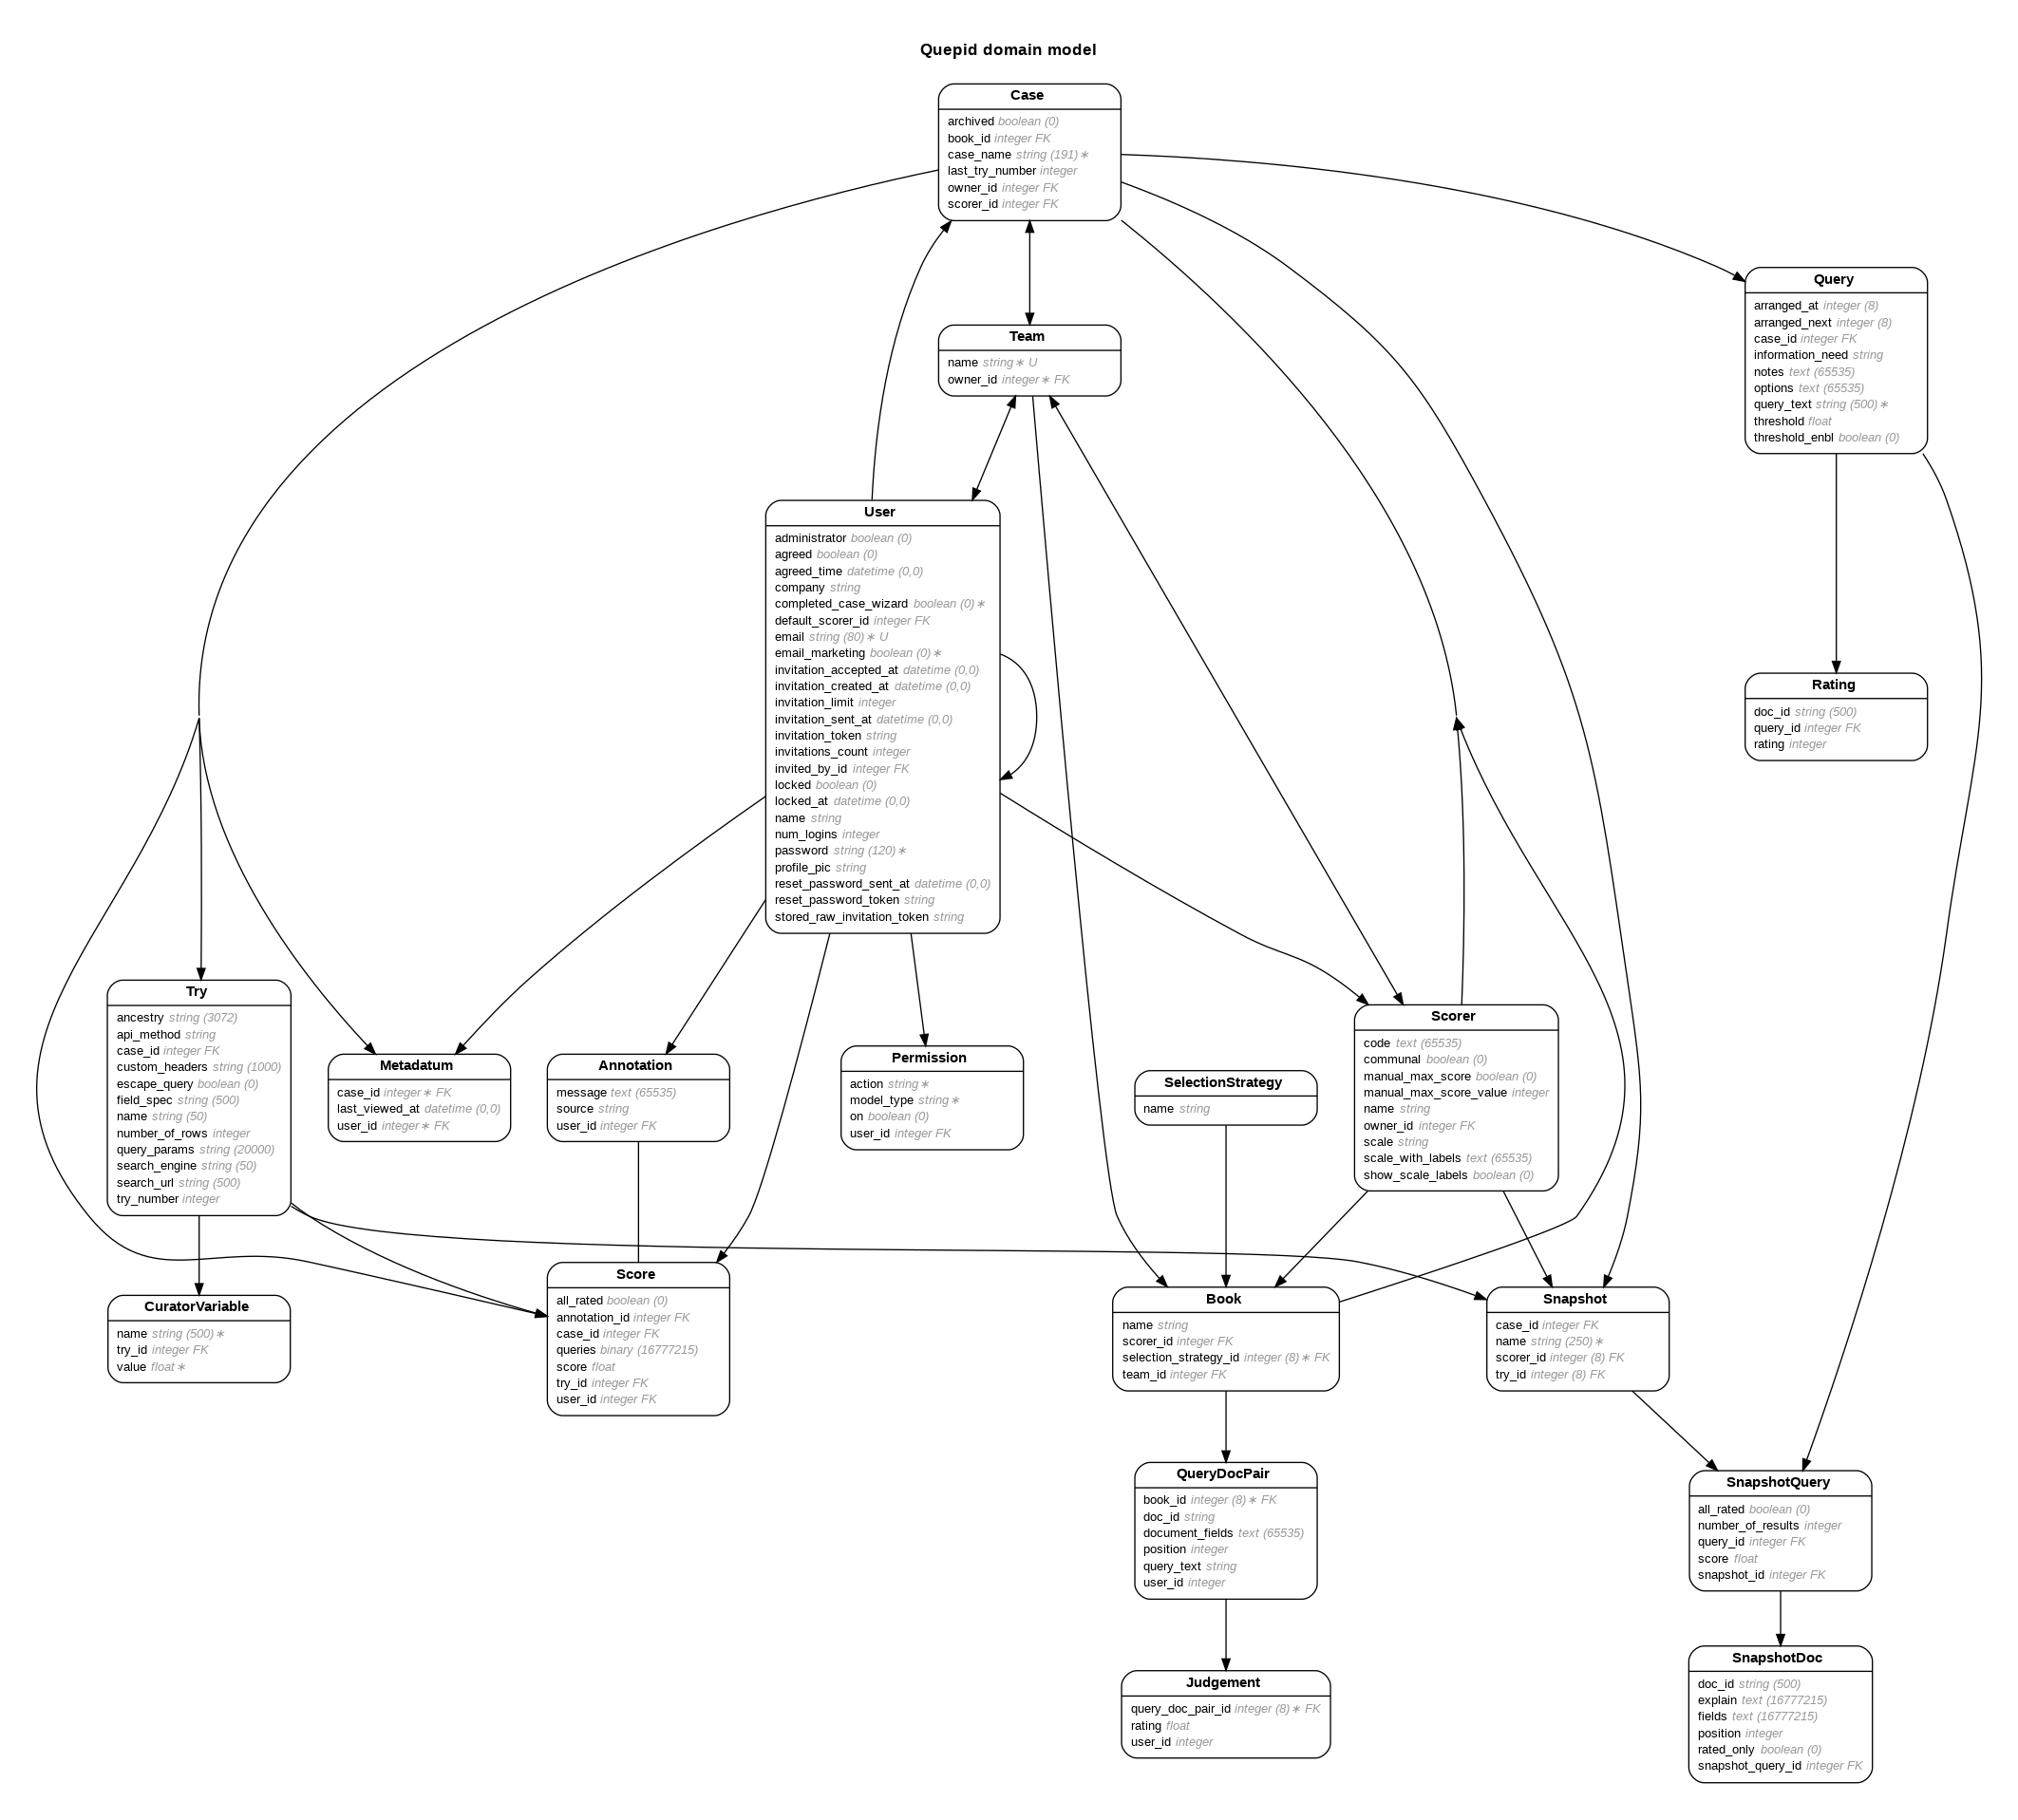 Quepid domain model
Case
archived boolean (0)
book_id integer FK
case_name string (191)∗
last_try_number integer
owner_id integer FK
scorer_id integer FK
Query
arranged_at integer (8)
arranged_next integer (8)
case_id integer FK
information_need string
notes text (65535)
options text (65535)
query_text string (500)∗
threshold float
threshold_enbl boolean (0)
Team
name string∗ U
owner_id integer∗ FK
User
administrator boolean (0)
agreed boolean (0)
agreed_time datetime (0,0)
company string
completed_case_wizard boolean (0)∗
default_scorer_id integer FK
email string (80)∗ U
email_marketing boolean (0)∗
invitation_accepted_at datetime (0,0)
invitation_created_at datetime (0,0)
invitation_limit integer
invitation_sent_at datetime (0,0)
invitation_token string
invitations_count integer
invited_by_id integer FK
locked boolean (0)
locked_at datetime (0,0)
name string
num_logins integer
password string (120)∗
profile_pic string
reset_password_sent_at datetime (0,0)
reset_password_token string
stored_raw_invitation_token string
Rating
doc_id string (500)
query_id integer FK
rating integer
Try
ancestry string (3072)
api_method string
case_id integer FK
custom_headers string (1000)
escape_query boolean (0)
field_spec string (500)
name string (50)
number_of_rows integer
query_params string (20000)
search_engine string (50)
search_url string (500)
try_number integer
Metadatum
case_id integer∗ FK
last_viewed_at datetime (0,0)
user_id integer∗ FK
Annotation
message text (65535)
source string
user_id integer FK
Permission
action string∗
model_type string∗
on boolean (0)
user_id integer FK
SelectionStrategy
name string
Scorer
code text (65535)
communal boolean (0)
manual_max_score boolean (0)
manual_max_score_value integer
name string
owner_id integer FK
scale string
scale_with_labels text (65535)
show_scale_labels boolean (0)
CuratorVariable
name string (500)∗
try_id integer FK
value float∗
Score
all_rated boolean (0)
annotation_id integer FK
case_id integer FK
queries binary (16777215)
score float
try_id integer FK
user_id integer FK
Book
name string
scorer_id integer FK
selection_strategy_id integer (8)∗ FK
team_id integer FK
Snapshot
case_id integer FK
name string (250)∗
scorer_id integer (8) FK
try_id integer (8) FK
QueryDocPair
book_id integer (8)∗ FK
doc_id string
document_fields text (65535)
position integer
query_text string
user_id integer
SnapshotQuery
all_rated boolean (0)
number_of_results integer
query_id integer FK
score float
snapshot_id integer FK
Judgement
query_doc_pair_id integer (8)∗ FK
rating float
user_id integer
SnapshotDoc
doc_id string (500)
explain text (16777215)
fields text (16777215)
position integer
rated_only boolean (0)
snapshot_query_id integer FK